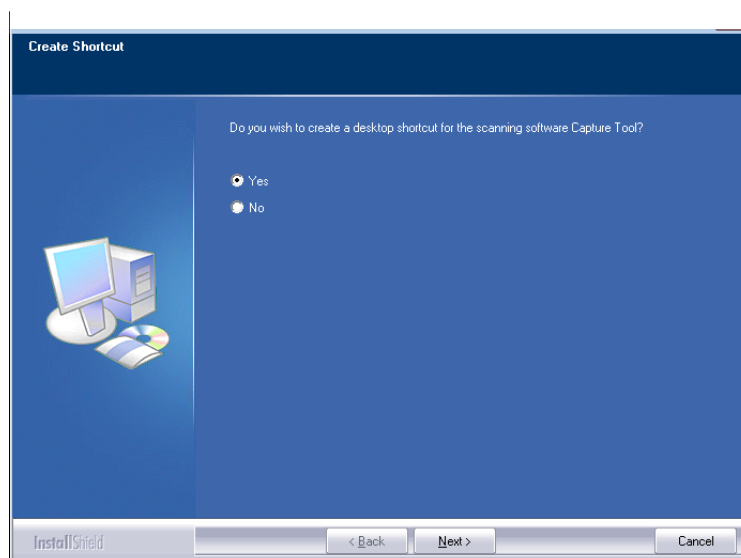 Create Shortcut
Do you wish to create a desktop shortcut for the scanning software Capture Tool?
Yes
No
InstallShield
< Back
Next >
Cancel